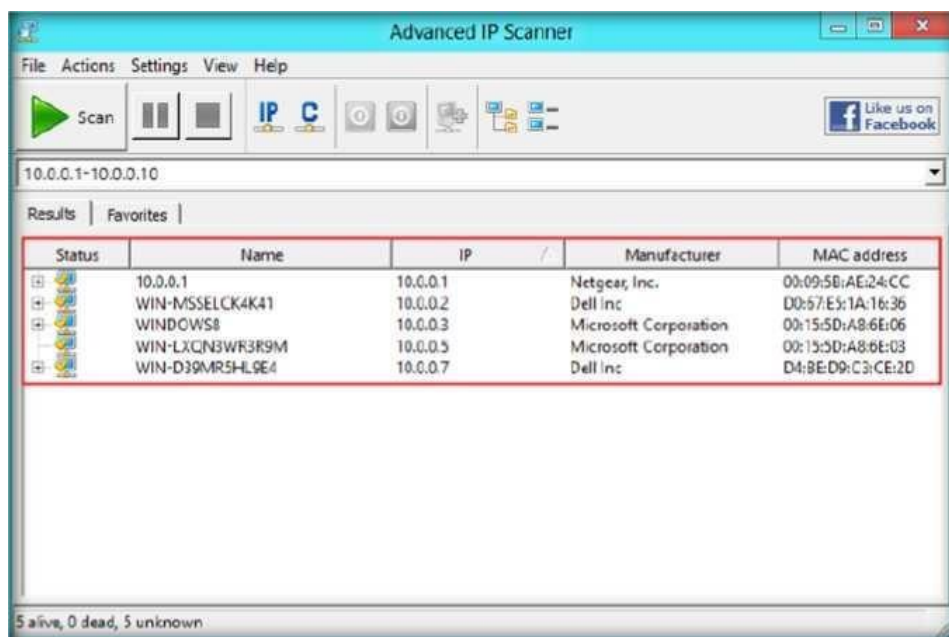 Advanced IP Scanner
File Actions Settings View Help
Scan IP C Like us on Facebook
10.0.0.1-10.0.0.10
Results Favorites
Status Name IP Manufacturer MAC address
10.0.0.1 10.0.0.1 Netgear, Inc. 00:09:5B:AE:24:CC
WIN-MSSELCK4K41 10.0.0.2 Dell Inc D0:67:E5:1A:16:36
WINDOWS8 10.0.0.3 Microsoft Corporation 00:15:5D:A8:6E:06
WIN-LXQN3WR3R9M 10.0.0.5 Microsoft Corporation 00:15:5D:A8:6E:03
WIN-D39MR5HL9E4 10.0.0.7 Dell Inc D4:BE:D9:C3:CE:2D
5 alive, 0 dead, 5 unknown